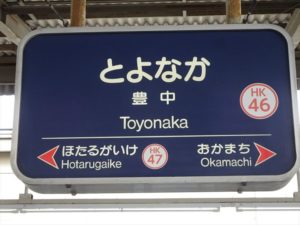 とよなか
豊中
Toyonaka
HK
46
ほたるがいけ
Hotarugaike
HK
47
おかまち
Okamachi